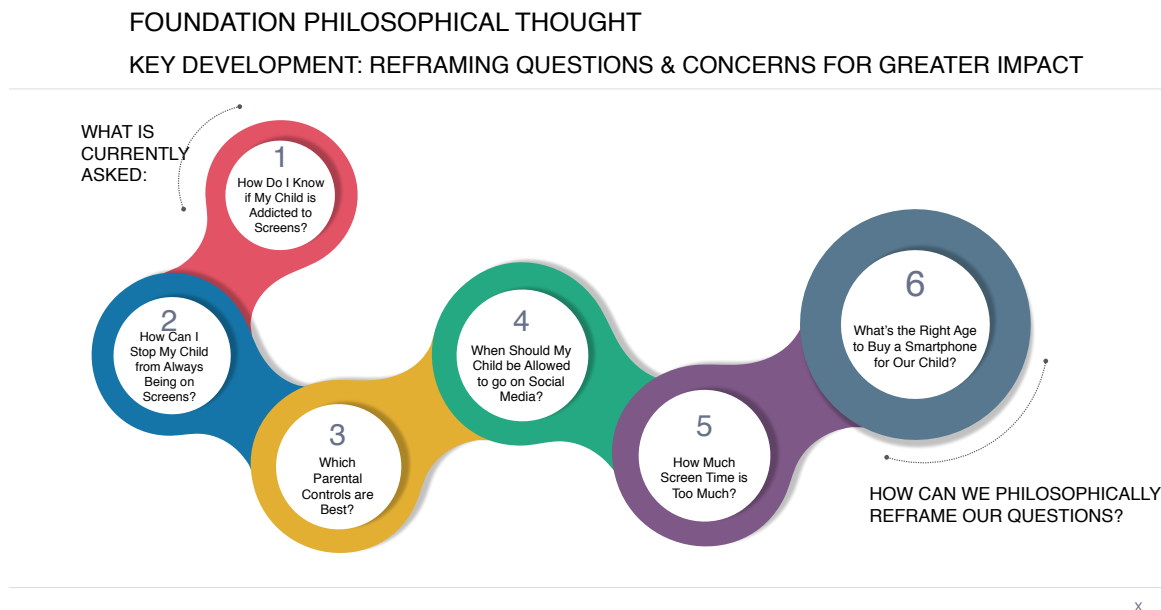 FOUNDATION PHILOSOPHICAL THOUGHT
KEY DEVELOPMENT: REFRAMING QUESTIONS & CONCERNS FOR GREATER IMPACT
WHAT IS
CURRENTLY
ASKED:
1
How Do I Know
if My Child is
Addicted to
Screens?
2
How Can I
Stop My Child
from Always
Being on
Screens?
3
Which
Parental
Controls are
Best?
4
When Should My
Child be Allowed
to go on Social
Media?
5
How Much
Screen Time is
Too Much?
6
What's the Right Age
to Buy a Smartphone
for Our Child?
HOW CAN WE PHILOSOPHICALLY
REFRAME OUR QUESTIONS?
X